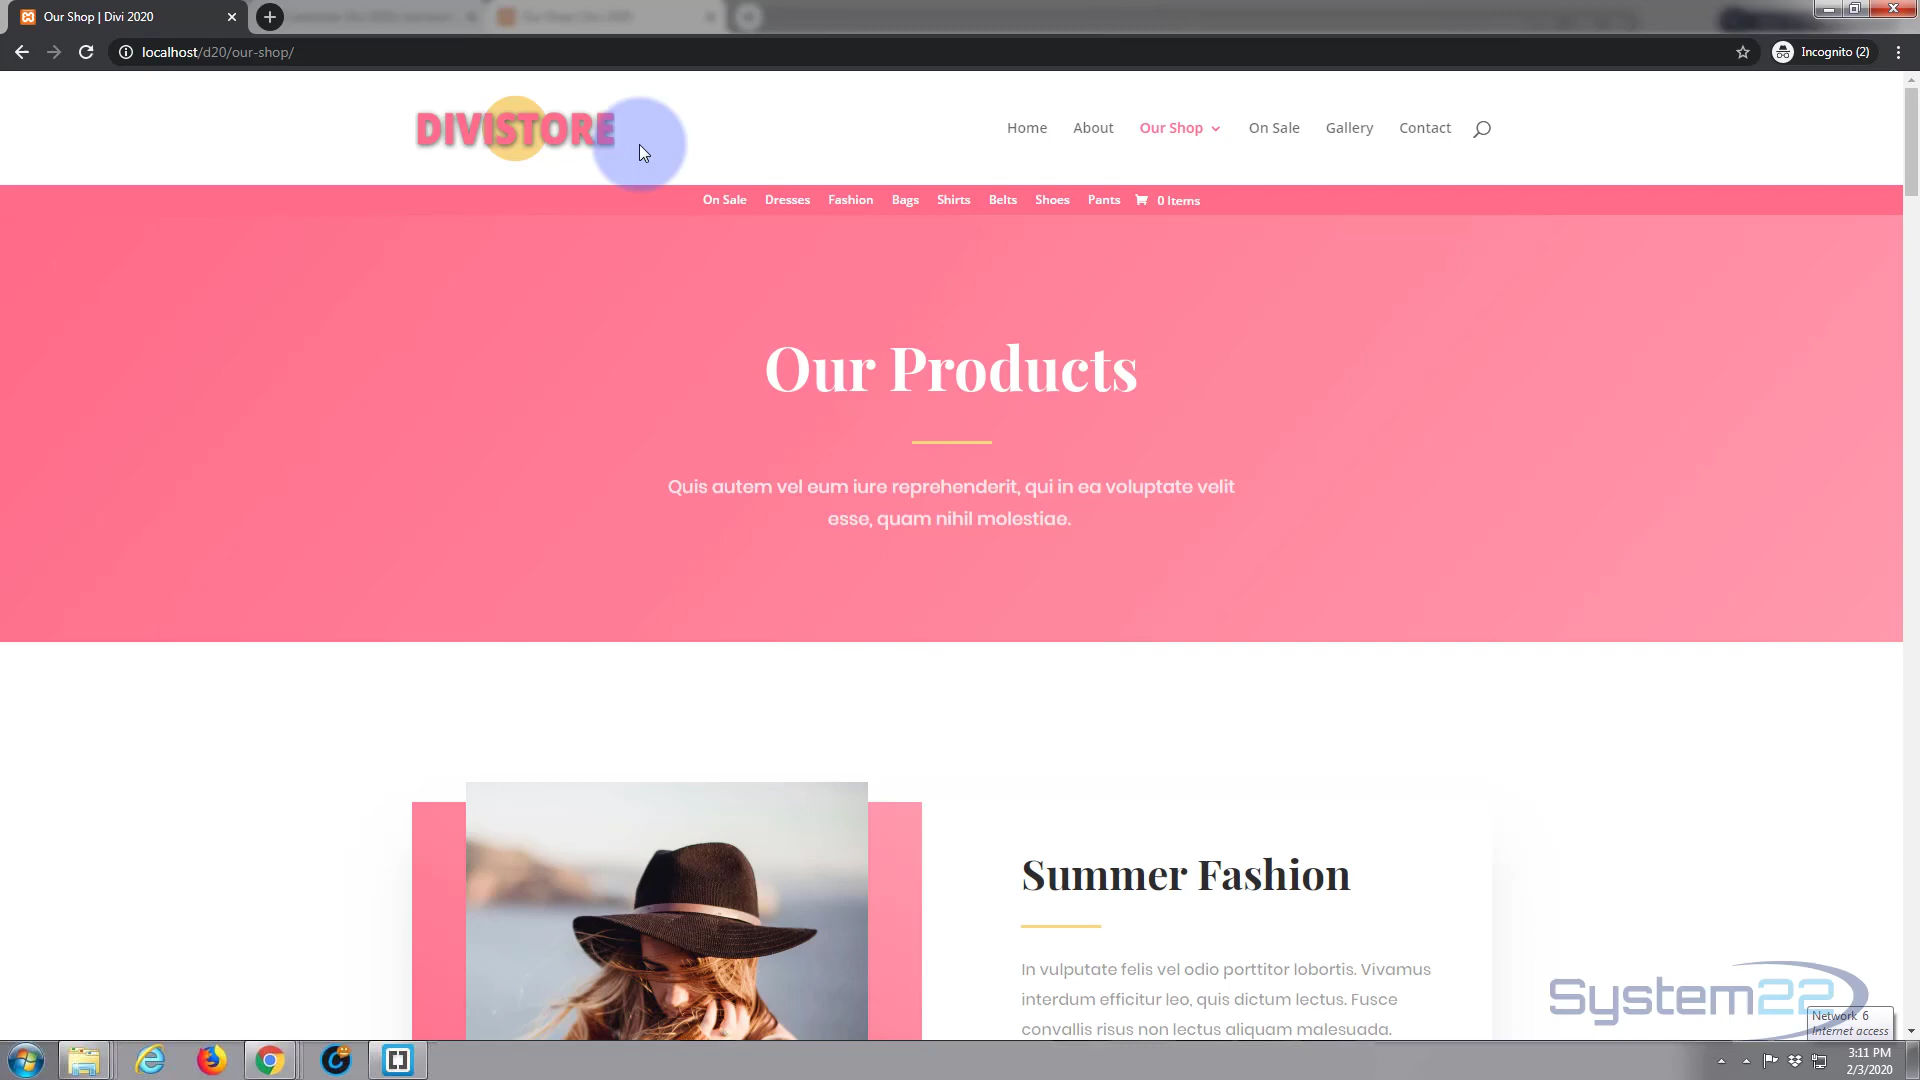 Our Shop | Divi 2020
Our Shop | Divi 2020
localhost/d20/our-shop/
Incognito (2)
DIVISTORE
Home About Our Shop On Sale Gallery Contact
On Sale Dresses Fashion Bags Shirts Belts Shoes Pants 0 Items
Our Products
Quis autem vel eum iure reprehenderit, qui in ea voluptate velit
esse, quam nihil molestiae.
Summer Fashion
In vulputate felis vel odio porttitor lobortis. Vivamus
interdum efficitur leo, quis dictum lectus. Fusce
convallis risus non lectus aliquam malesuada.
System22
Network 6
Internet access
3:11 PM
2/3/2020